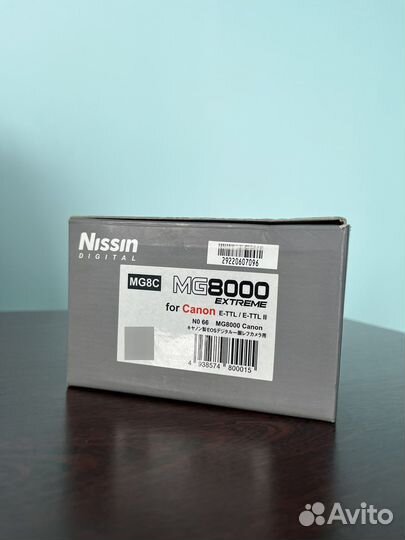 Nissin
DIGITAL
29220607096
MG8C MG8000
EXTREME
for Canon E-TTL / E-TTL II
N0 66 MG8000 Canon
キヤノン製EOSデジタル一眼レフカメラ用
4 938574 800015
Avito